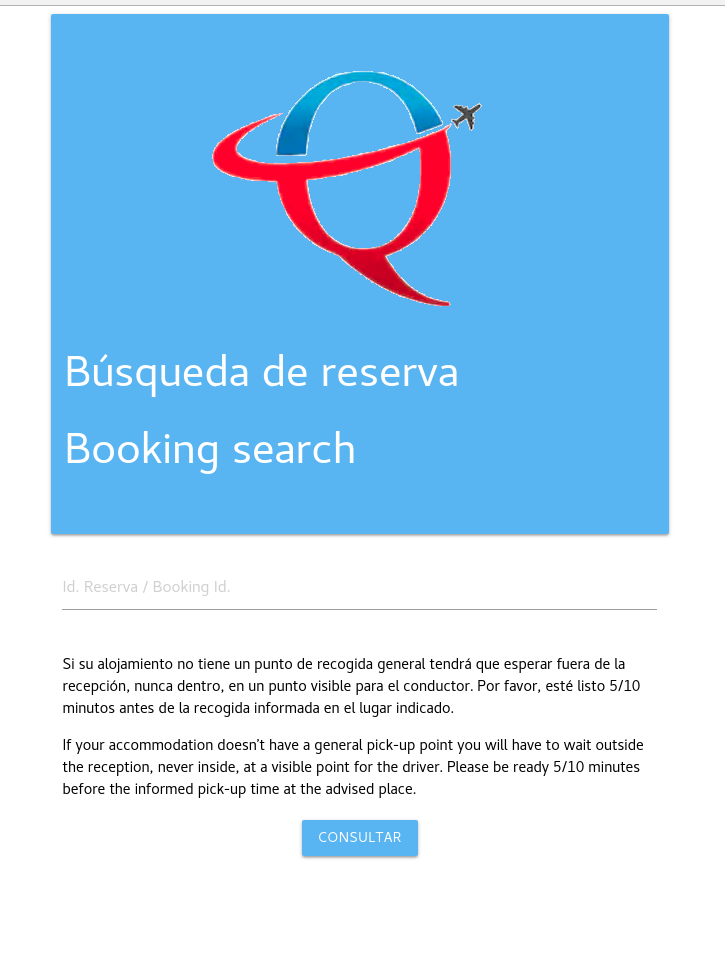 Búsqueda de reserva
Booking search
Id. Reserva / Booking Id.
Si su alojamiento no tiene un punto de recogida general tendrá que esperar fuera de la
recepción, nunca dentro, en un punto visible para el conductor. Por favor, esté listo 5/10
minutos antes de la recogida informada en el lugar indicado.
If your accommodation doesn't have a general pick-up point you will have to wait outside
the reception, never inside, at a visible point for the driver. Please be ready 5/10 minutes
before the informed pick-up time at the advised place.
CONSULTAR